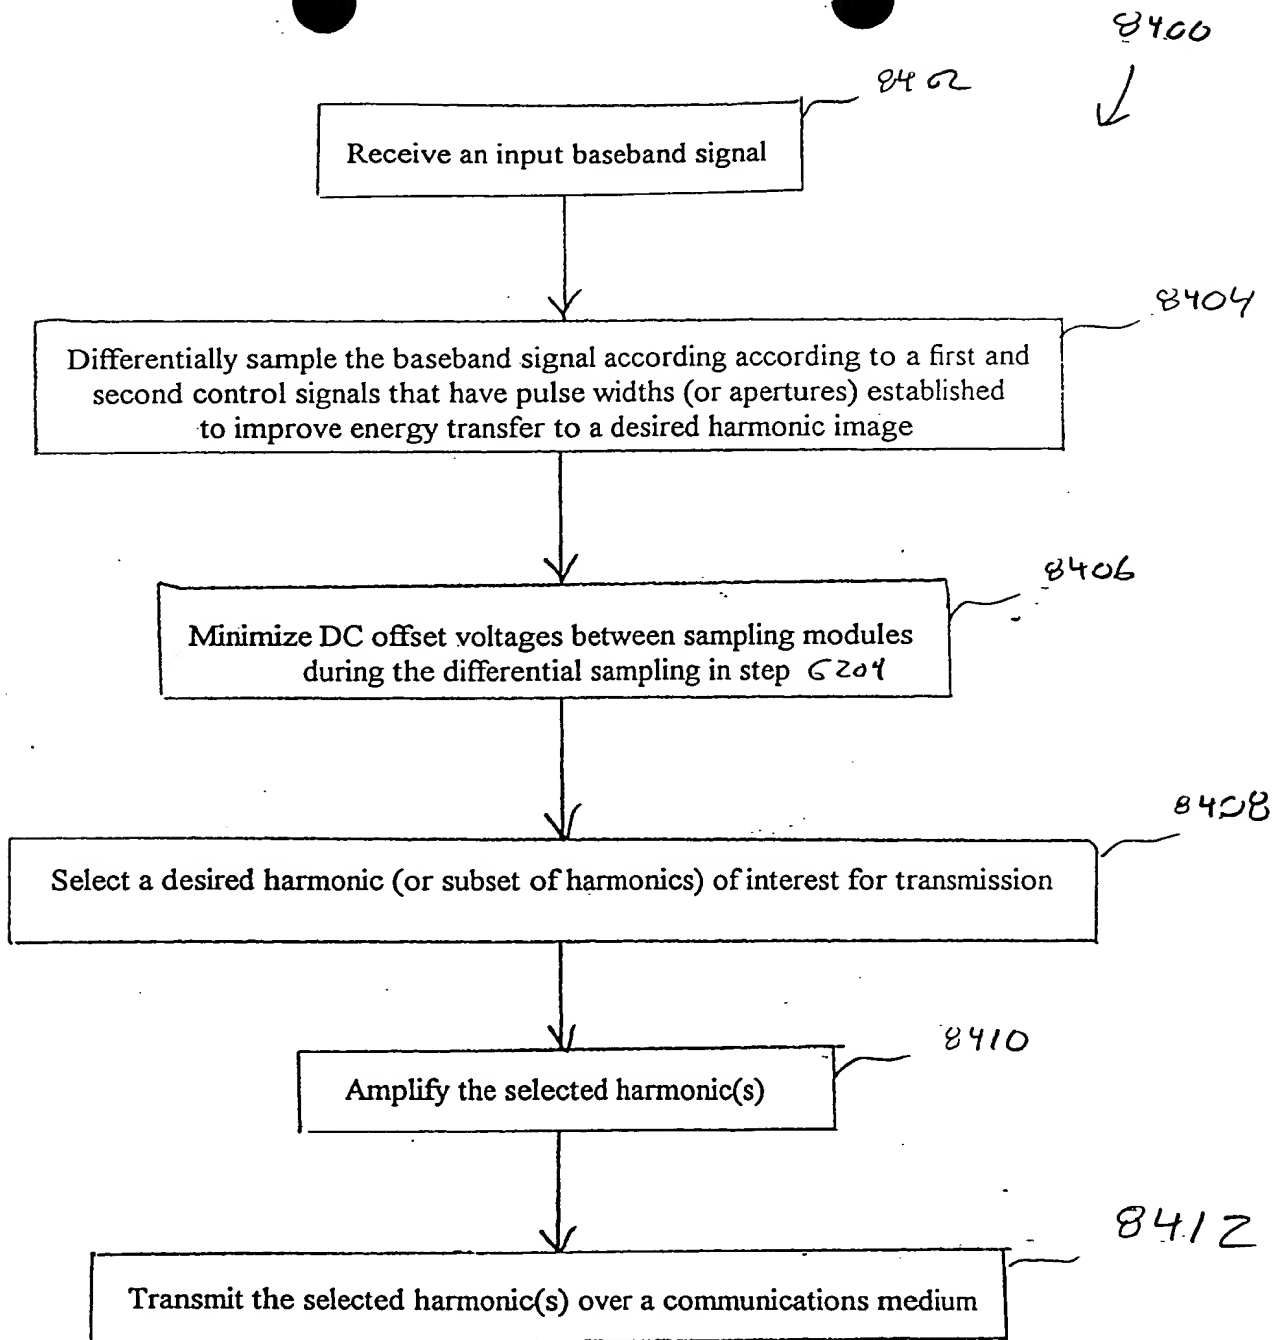 8400
8402
Receive an input baseband signal
8404
Differentially sample the baseband signal according according to a first and
second control signals that have pulse widths (or apertures) established
to improve energy transfer to a desired harmonic image
8406
Minimize DC offset voltages between sampling modules
during the differential sampling in step 6204
8408
Select a desired harmonic (or subset of harmonics) of interest for transmission
8410
Amplify the selected harmonic(s)
8412
Transmit the selected harmonic(s) over a communications medium